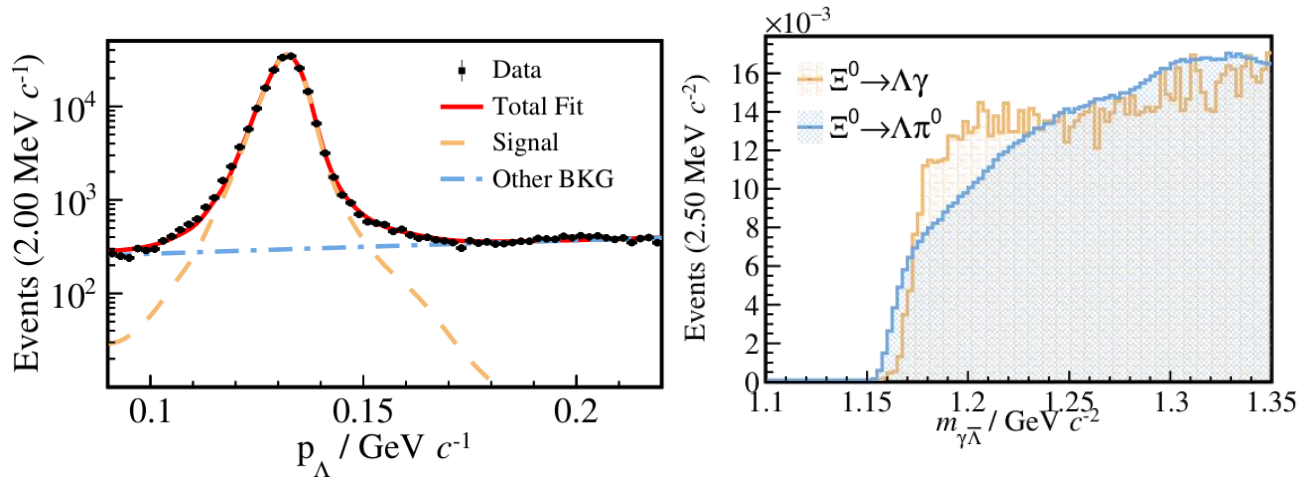 Events (2.00 MeV c⁻¹)
10⁴
10³
10²
0.1
0.15
0.2
p_Λ / GeV c⁻¹
Data
Total Fit
Signal
Other BKG
×10⁻³
Events (2.50 MeV c⁻²)
16
14
12
10
8
6
4
2
0
1.1
1.15
1.2
1.25
1.3
1.35
m_γΛ̅ / GeV c⁻²
Ξ⁰→Λγ
Ξ⁰→Λπ⁰